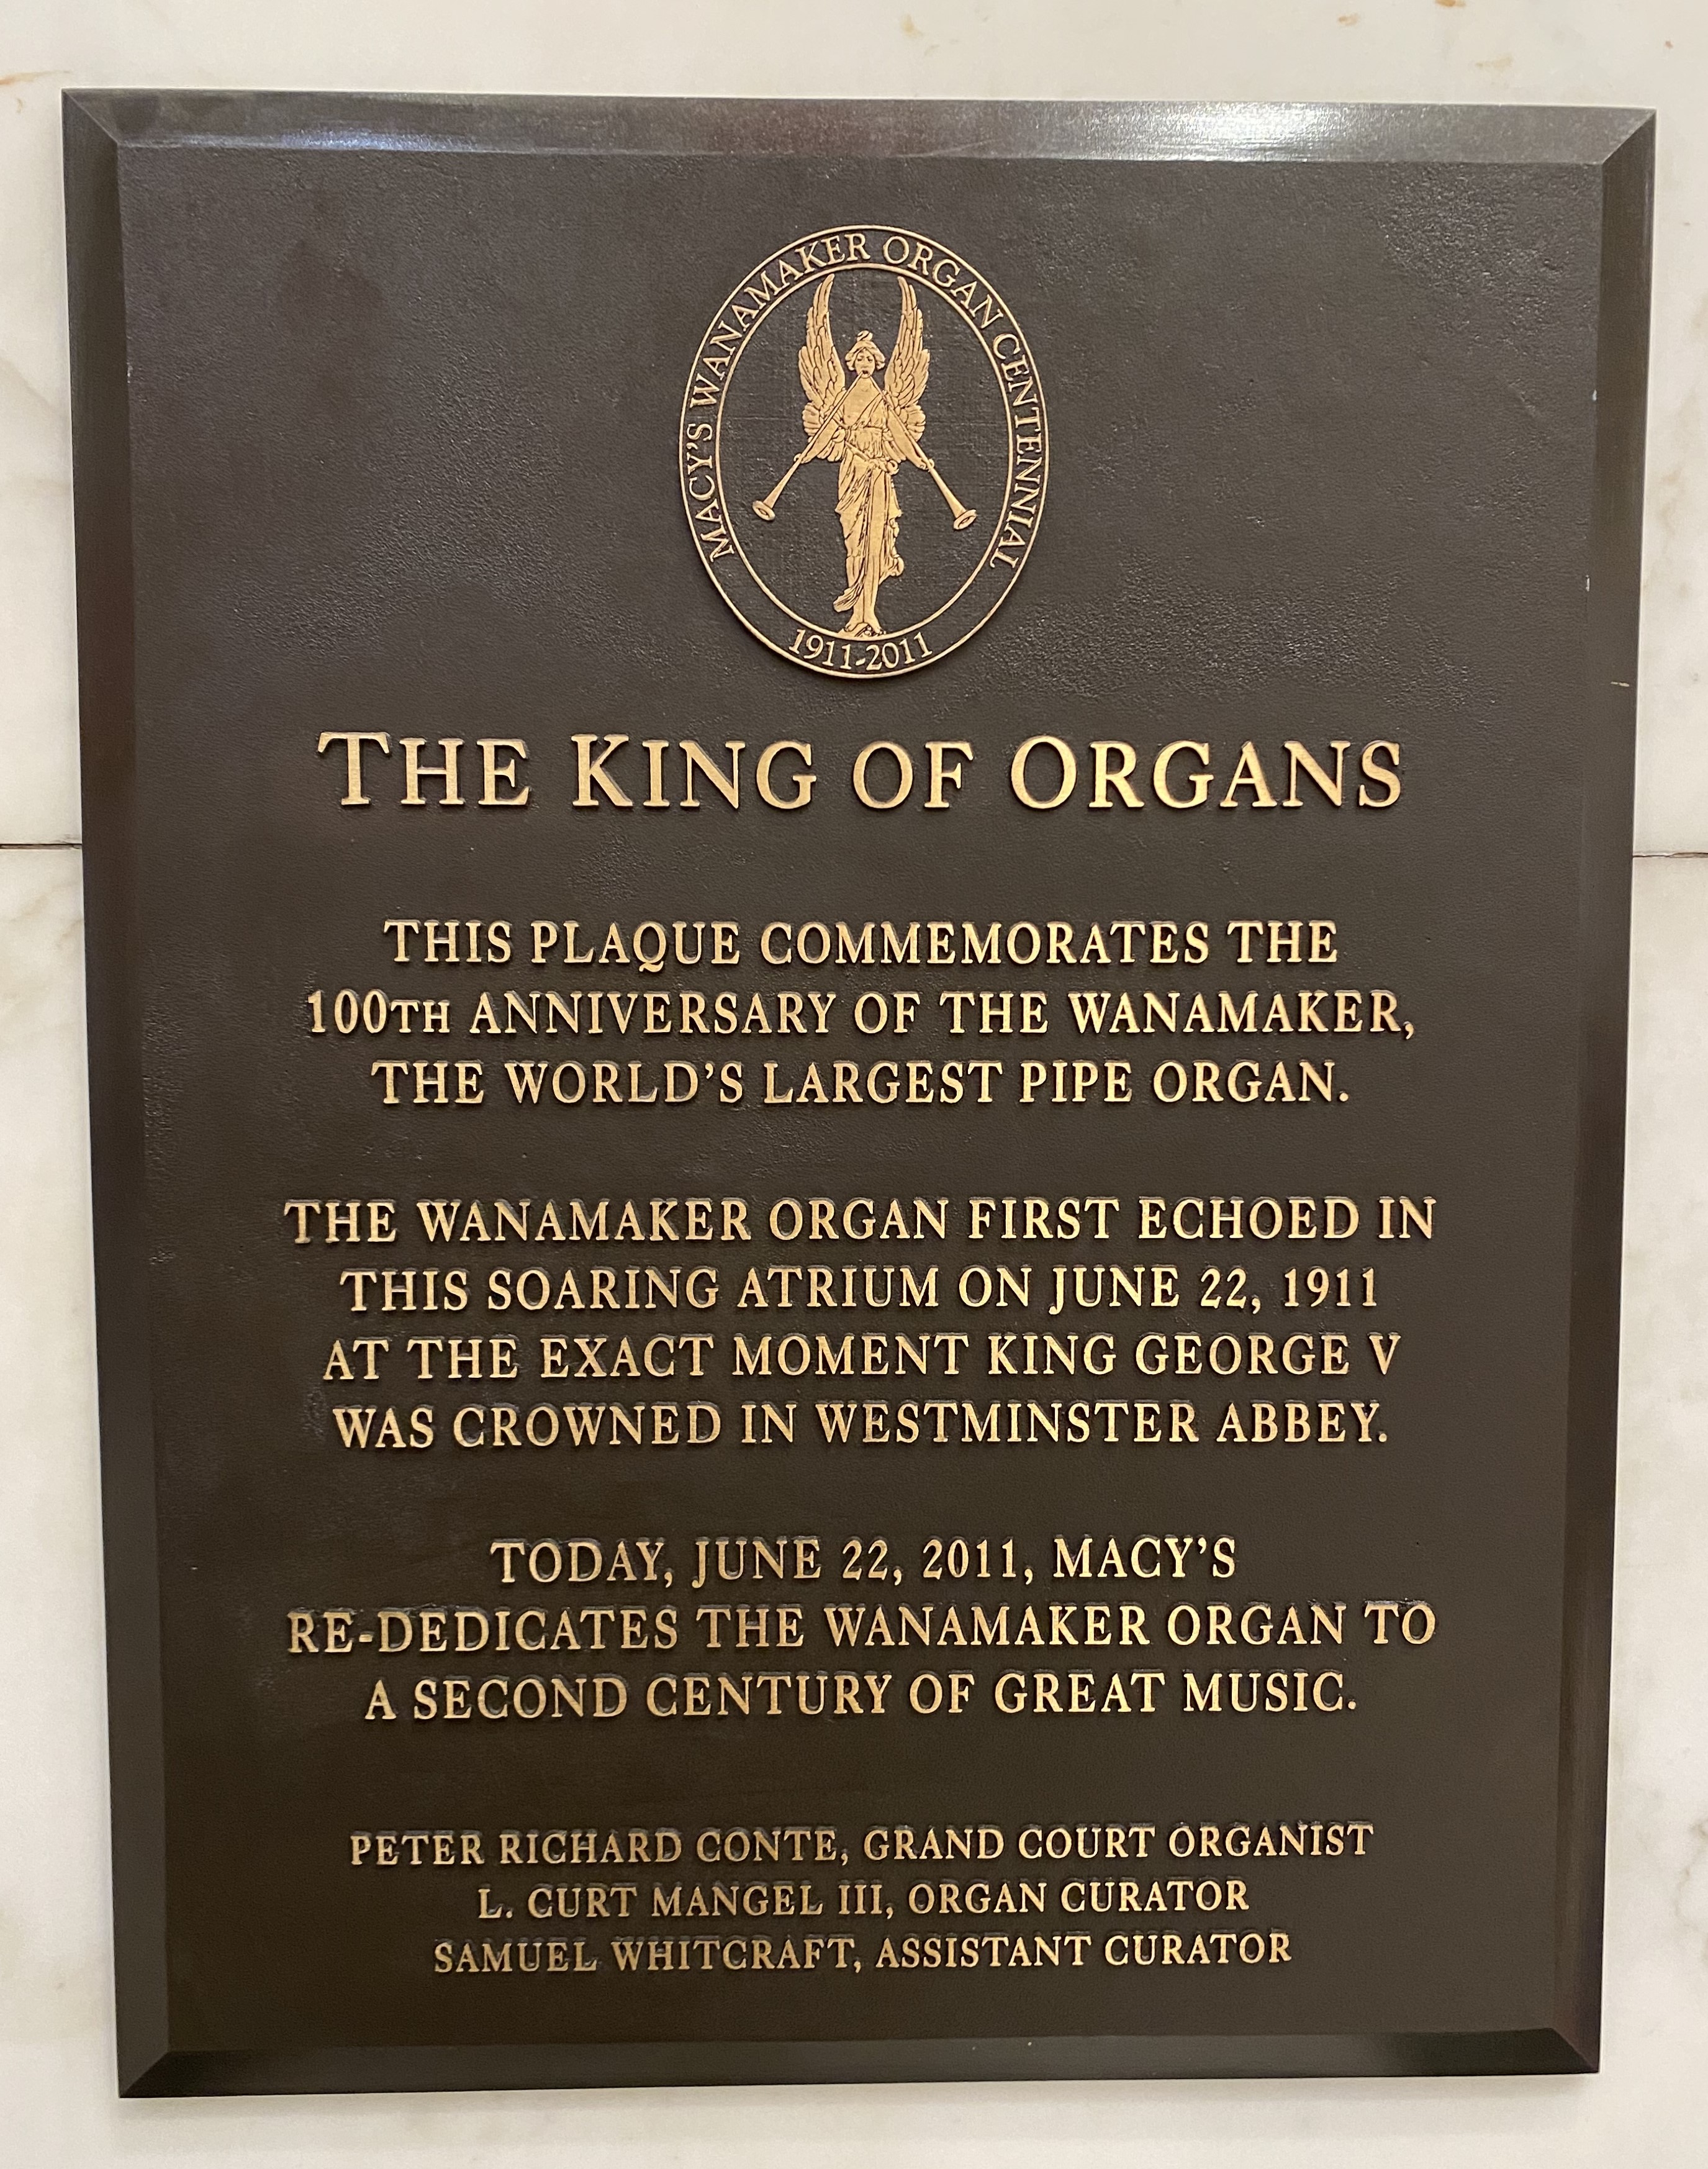 MACY'S WANAMAKER ORGAN CENTENNIAL
1911-2011
THE KING OF ORGANS
THIS PLAQUE COMMEMORATES THE
100TH ANNIVERSARY OF THE WANAMAKER,
THE WORLD'S LARGEST PIPE ORGAN.
THE WANAMAKER ORGAN FIRST ECHOED IN
THIS SOARING ATRIUM ON JUNE 22, 1911
AT THE EXACT MOMENT KING GEORGE V
WAS CROWNED IN WESTMINSTER ABBEY.
TODAY, JUNE 22, 2011, MACY'S
RE-DEDICATES THE WANAMAKER ORGAN TO
A SECOND CENTURY OF GREAT MUSIC.
PETER RICHARD CONTE, GRAND COURT ORGANIST
L. CURT MANGEL III, ORGAN CURATOR
SAMUEL WHITCRAFT, ASSISTANT CURATOR